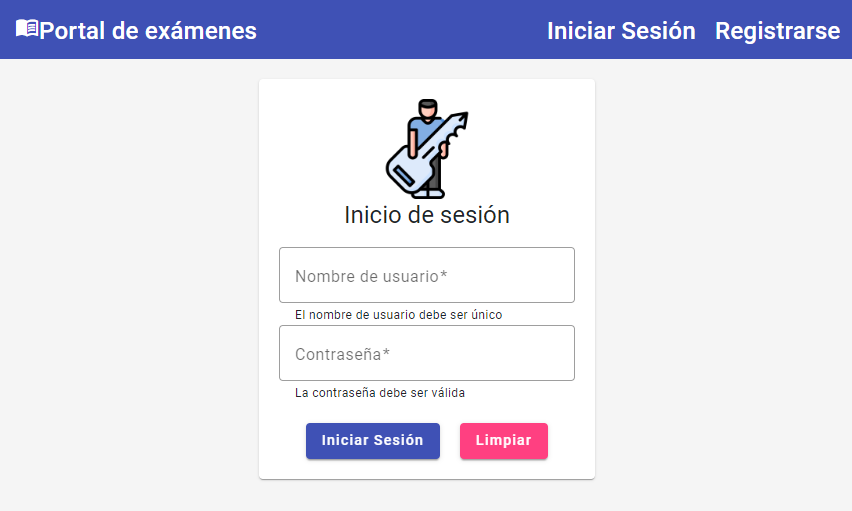 Portal de exámenes Iniciar Sesión Registrarse
Inicio de sesión
Nombre de usuario*
El nombre de usuario debe ser único
Contraseña*
La contraseña debe ser válida
Iniciar Sesión Limpiar